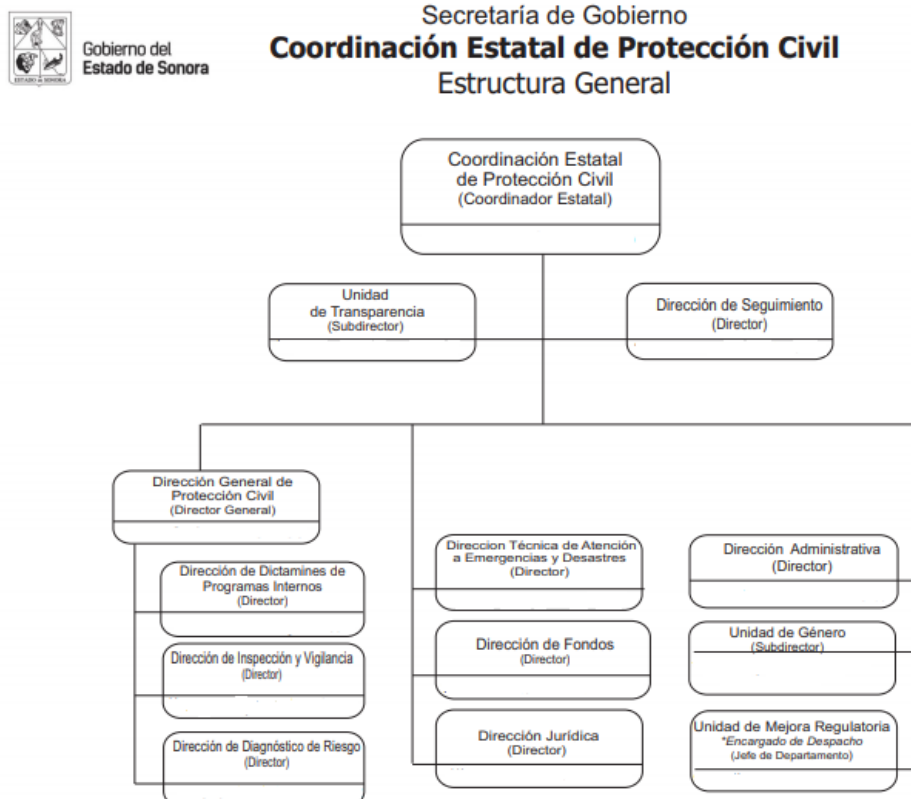 Secretaría de Gobierno
Gobierno del
Estado de Sonora
Coordinación Estatal de Protección Civil
Estructura General
ESTADO DE SONORA
Coordinación Estatal
de Protección Civil
(Coordinador Estatal)
Unidad
de Transparencia
(Subdirector)
Dirección de Seguimiento
(Director)
Dirección General de
Protección Civil
(Director General)
Dirección de Dictamines de
Programas Internos
(Director)
Dirección de Inspección y Vigilancia
(Director)
Dirección de Diagnóstico de Riesgo
(Director)
Direccion Técnica de Atención
a Emergencias y Desastres
(Director)
Dirección de Fondos
(Director)
Dirección Jurídica
(Director)
Dirección Administrativa
(Director)
Unidad de Género
(Subdirector)
Unidad de Mejora Regulatoria
*Encargado de Despacho
(Jefe de Departamento)